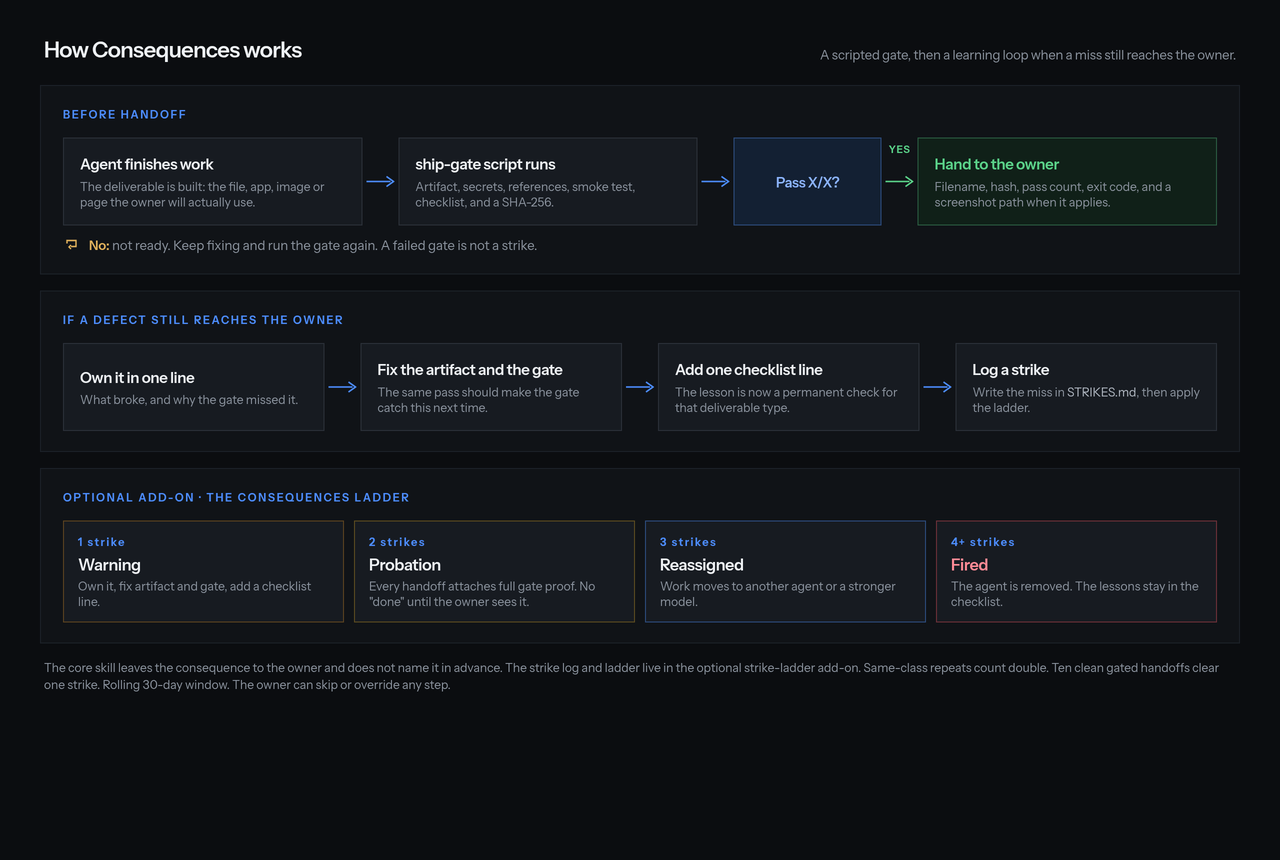 How Consequences works
A scripted gate, then a learning loop when a miss still reaches the owner.
BEFORE HANDOFF
Agent finishes work
The deliverable is built: the file, app, image or
page the owner will actually use.
ship-gate script runs
Artifact, secrets, references, smoke test,
checklist, and a SHA-256.
Pass X/X?
YES
Hand to the owner
Filename, hash, pass count, exit code, and a
screenshot path when it applies.
No: not ready. Keep fixing and run the gate again. A failed gate is not a strike.
IF A DEFECT STILL REACHES THE OWNER
Own it in one line
What broke, and why the gate missed it.
Fix the artifact and the gate
The same pass should make the gate
catch this next time.
Add one checklist line
The lesson is now a permanent check for
that deliverable type.
Log a strike
Write the miss in STRIKES.md, then apply
the ladder.
OPTIONAL ADD-ON · THE CONSEQUENCES LADDER
1 strike
Warning
Own it, fix artifact and gate, add a checklist
line.
2 strikes
Probation
Every handoff attaches full gate proof. No
"done" until the owner sees it.
3 strikes
Reassigned
Work moves to another agent or a stronger
model.
4+ strikes
Fired
The agent is removed. The lessons stay in the
checklist.
The core skill leaves the consequence to the owner and does not name it in advance. The strike log and ladder live in the optional strike-ladder add-on. Same-class repeats count double. Ten clean gated handoffs clear
one strike. Rolling 30-day window. The owner can skip or override any step.